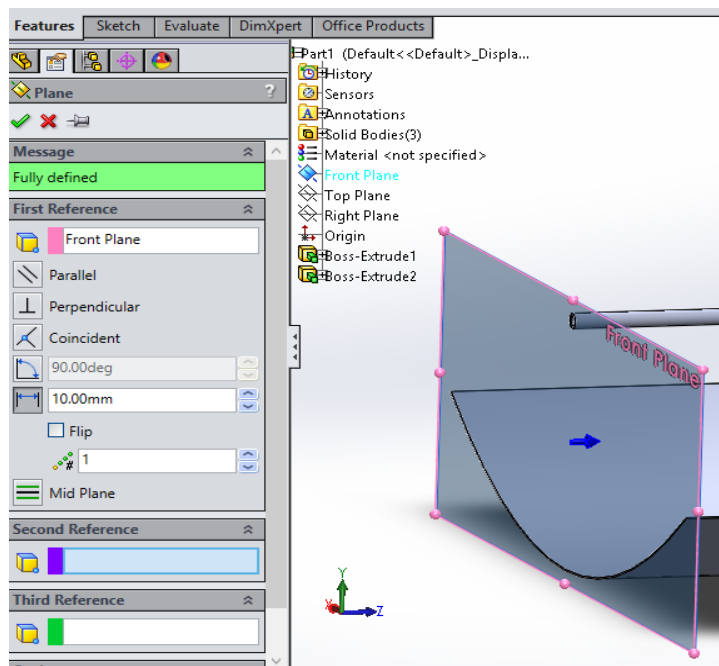 Features Sketch Evaluate DimXpert Office Products
Plane ?
Message
Fully defined
First Reference
Front Plane
Parallel
Perpendicular
Coincident
90.00deg
10.00mm
Flip
# 1
Mid Plane
Second Reference
Third Reference
Part1 (Default<<Default>_Displa...
History
Sensors
A Annotations
Solid Bodies(3)
Material <not specified>
Front Plane
Top Plane
Right Plane
Origin
Boss-Extrude1
Boss-Extrude2
Front Plane
Y
X
Z